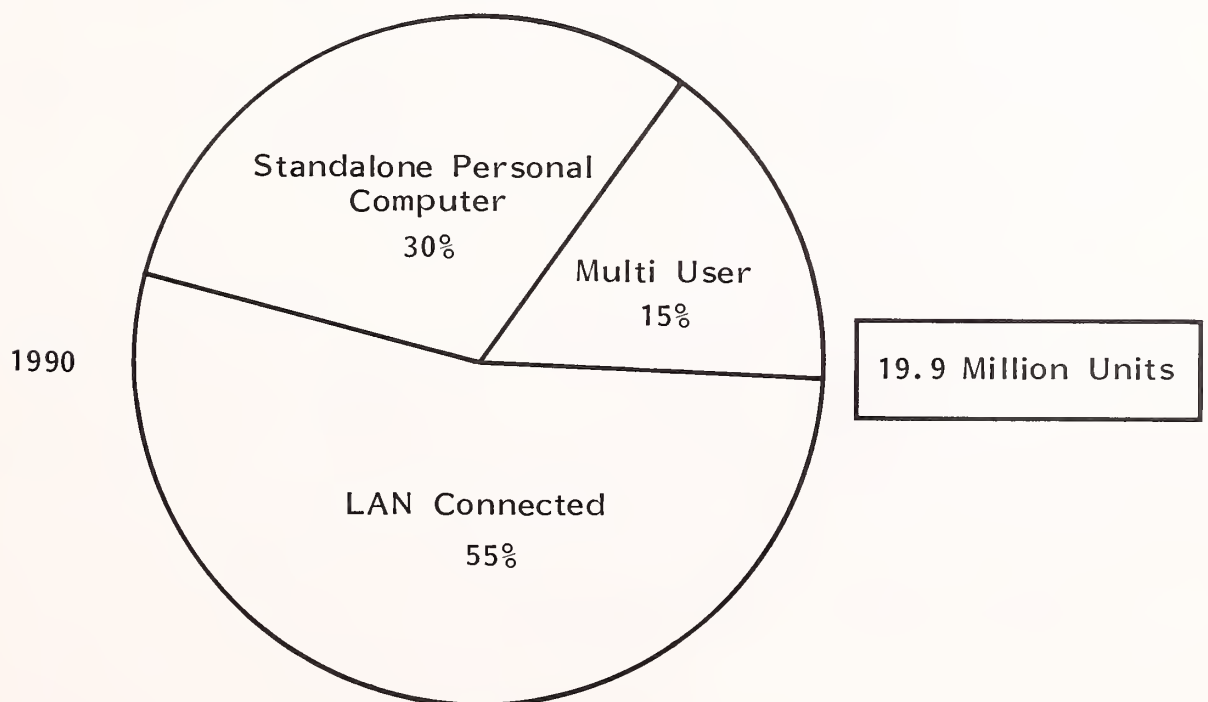 Standalone Personal
Computer
30%
Multi User
15%
1990
19.9 Million Units
LAN Connected
55%